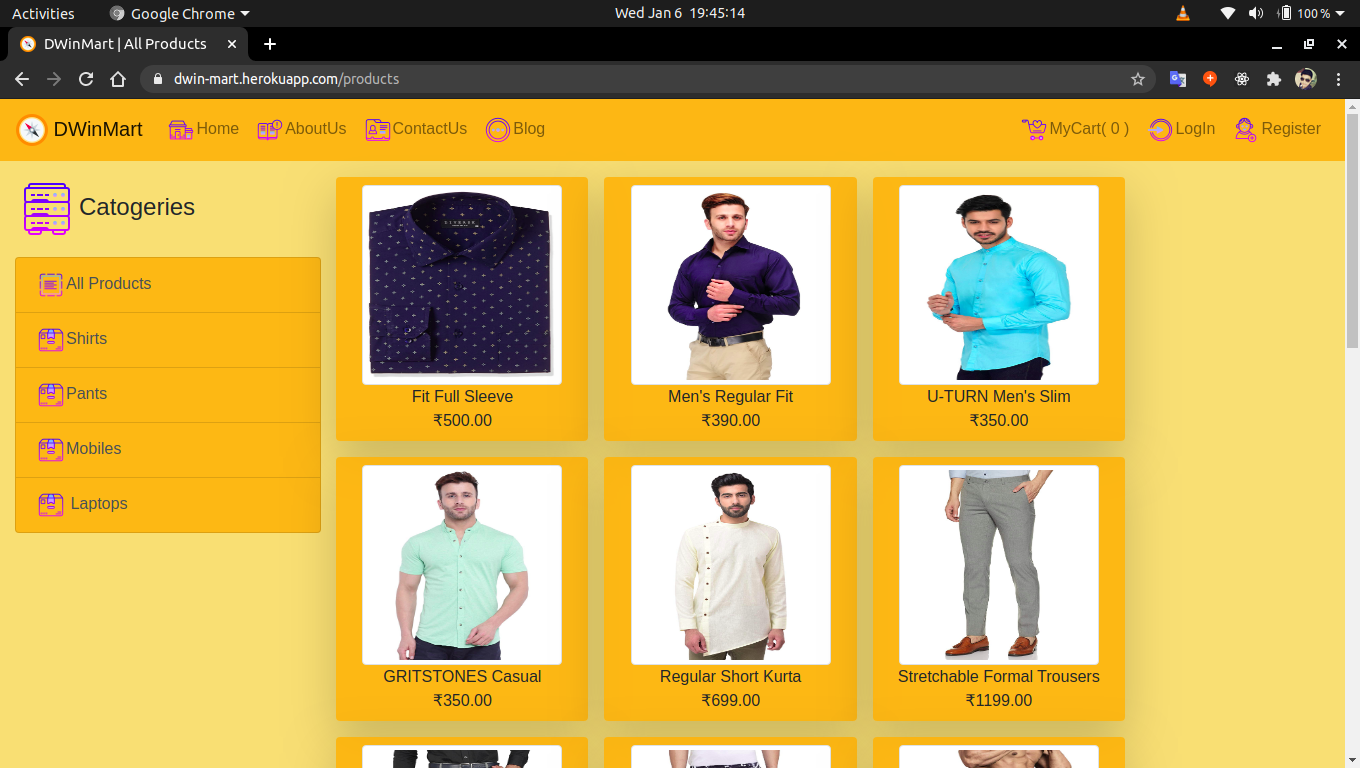 Activities Google Chrome Wed Jan 6 19:45:14 100 %
DWinMart | All Products
dwin-mart.herokuapp.com/products
DWinMart Home AboutUs ContactUs Blog MyCart( 0 ) LogIn Register
Catogeries
All Products
Shirts
Pants
Mobiles
Laptops
Fit Full Sleeve
₹500.00
Men's Regular Fit
₹390.00
U-TURN Men's Slim
₹350.00
GRITSTONES Casual
₹350.00
Regular Short Kurta
₹699.00
Stretchable Formal Trousers
₹1199.00